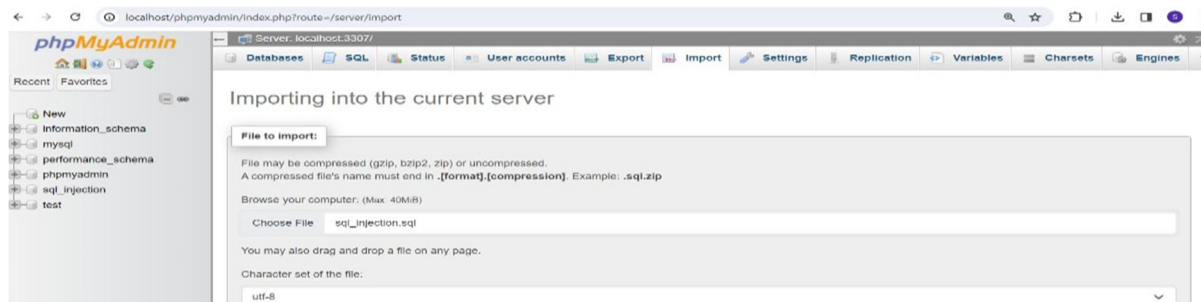 localhost/phpmyadmin/index.php?route=/server/import
phpMyAdmin
Recent Favorites
New
information_schema
mysql
performance_schema
phpmyadmin
sql_injection
test
Server: localhost:3307/
Databases SQL Status User accounts Export Import Settings Replication Variables Charsets Engines
Importing into the current server
File to import:
File may be compressed (gzip, bzip2, zip) or uncompressed.
A compressed file's name must end in .[format].[compression]. Example: .sql.zip
Browse your computer: (Max: 40MiB)
Choose File sql_injection.sql
You may also drag and drop a file on any page.
Character set of the file:
utf-8